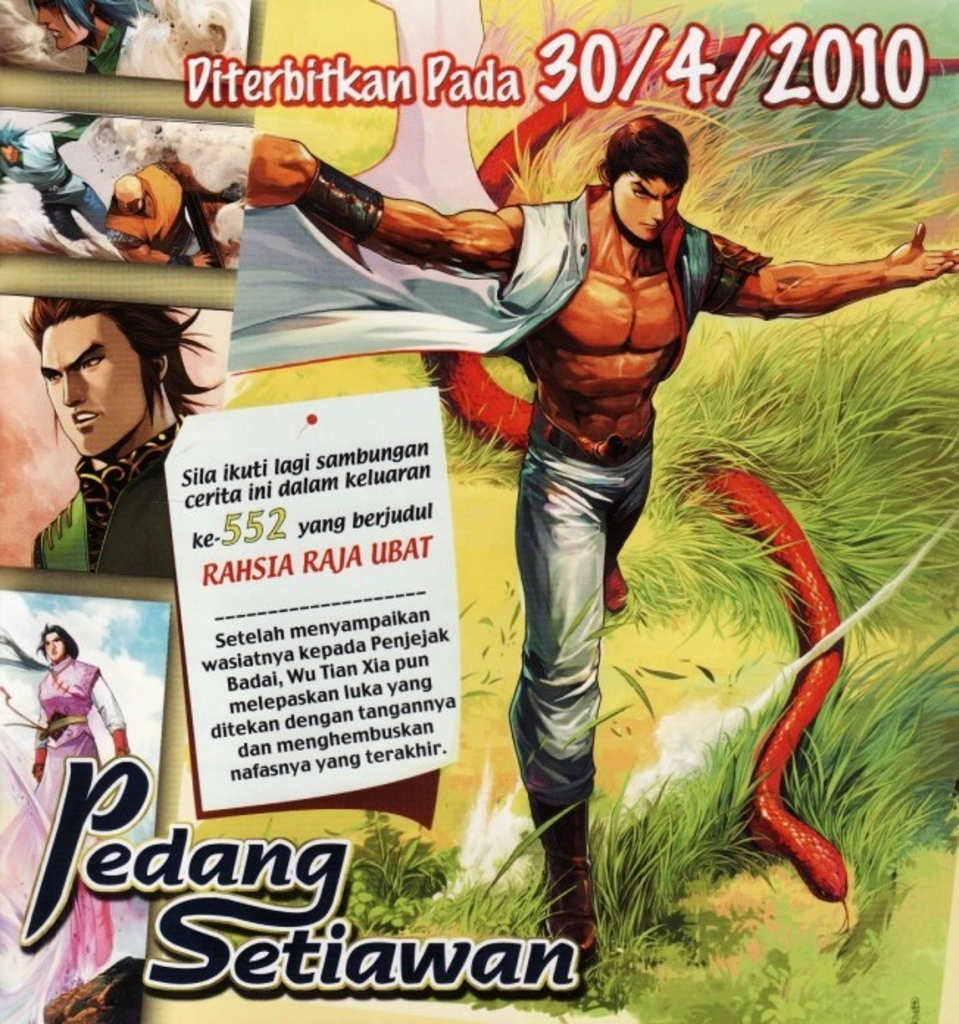 Diterbitkan Pada 30/4/2010
Sila ikuti lagi sambungan
cerita ini dalam keluaran
ke-552 yang berjudul
RAHSIA RAJA UBAT
--------------------
Setelah menyampaikan
wasiatnya kepada Penjejak
Badai, Wu Tian Xia pun
melepaskan luka yang
ditekan dengan tangannya
dan menghembuskan
nafasnya yang terakhir.
Pedang
Setiawan